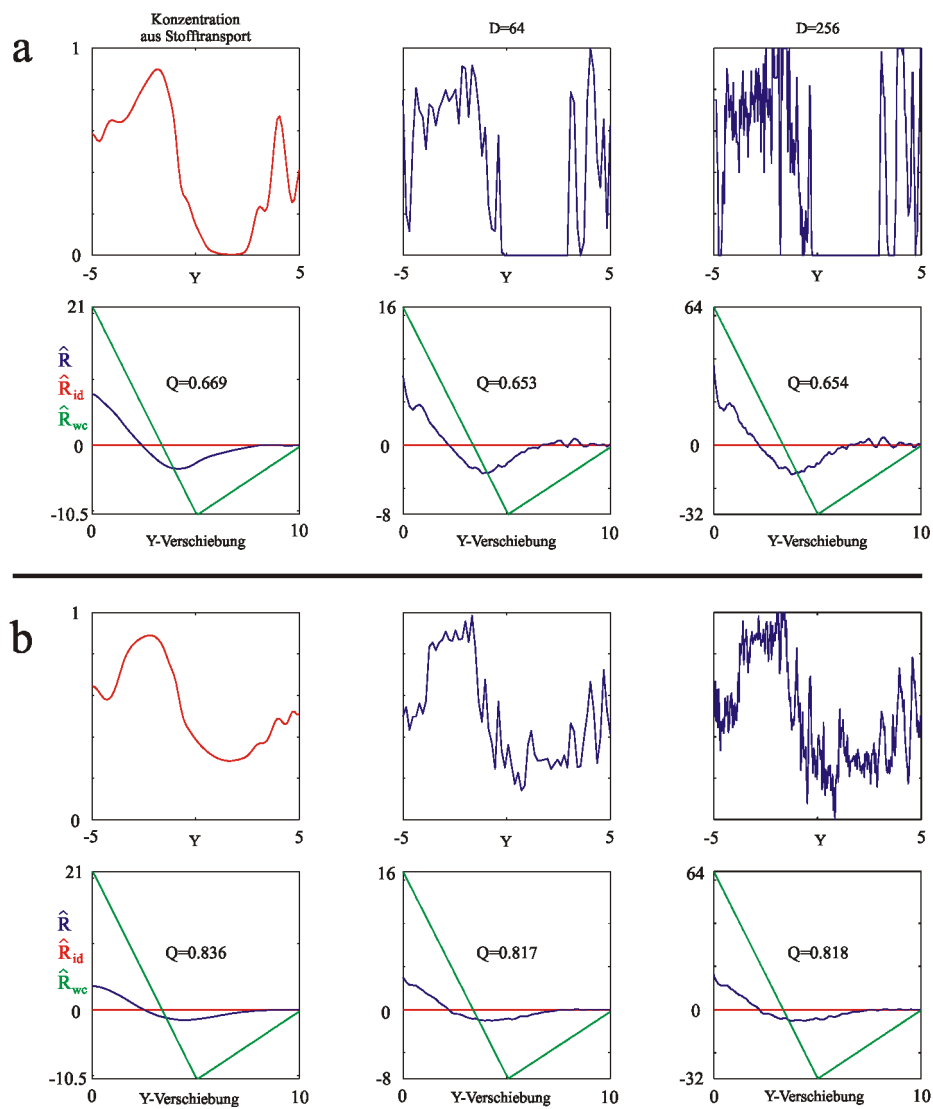 a
Konzentration
aus Stofftransport
D=64
D=256
1
0
-5
Y
5
-5
Y
5
-5
Y
5
21
R̂
R̂id
R̂wc
0
-10.5
Q=0.669
0
Y-Verschiebung
10
16
0
-8
Q=0.653
0
Y-Verschiebung
10
64
0
-32
Q=0.654
0
Y-Verschiebung
10
b
1
0
-5
Y
5
-5
Y
5
-5
Y
5
21
R̂
R̂id
R̂wc
0
-10.5
Q=0.836
0
Y-Verschiebung
10
16
0
-8
Q=0.817
0
Y-Verschiebung
10
64
0
-32
Q=0.818
0
Y-Verschiebung
10